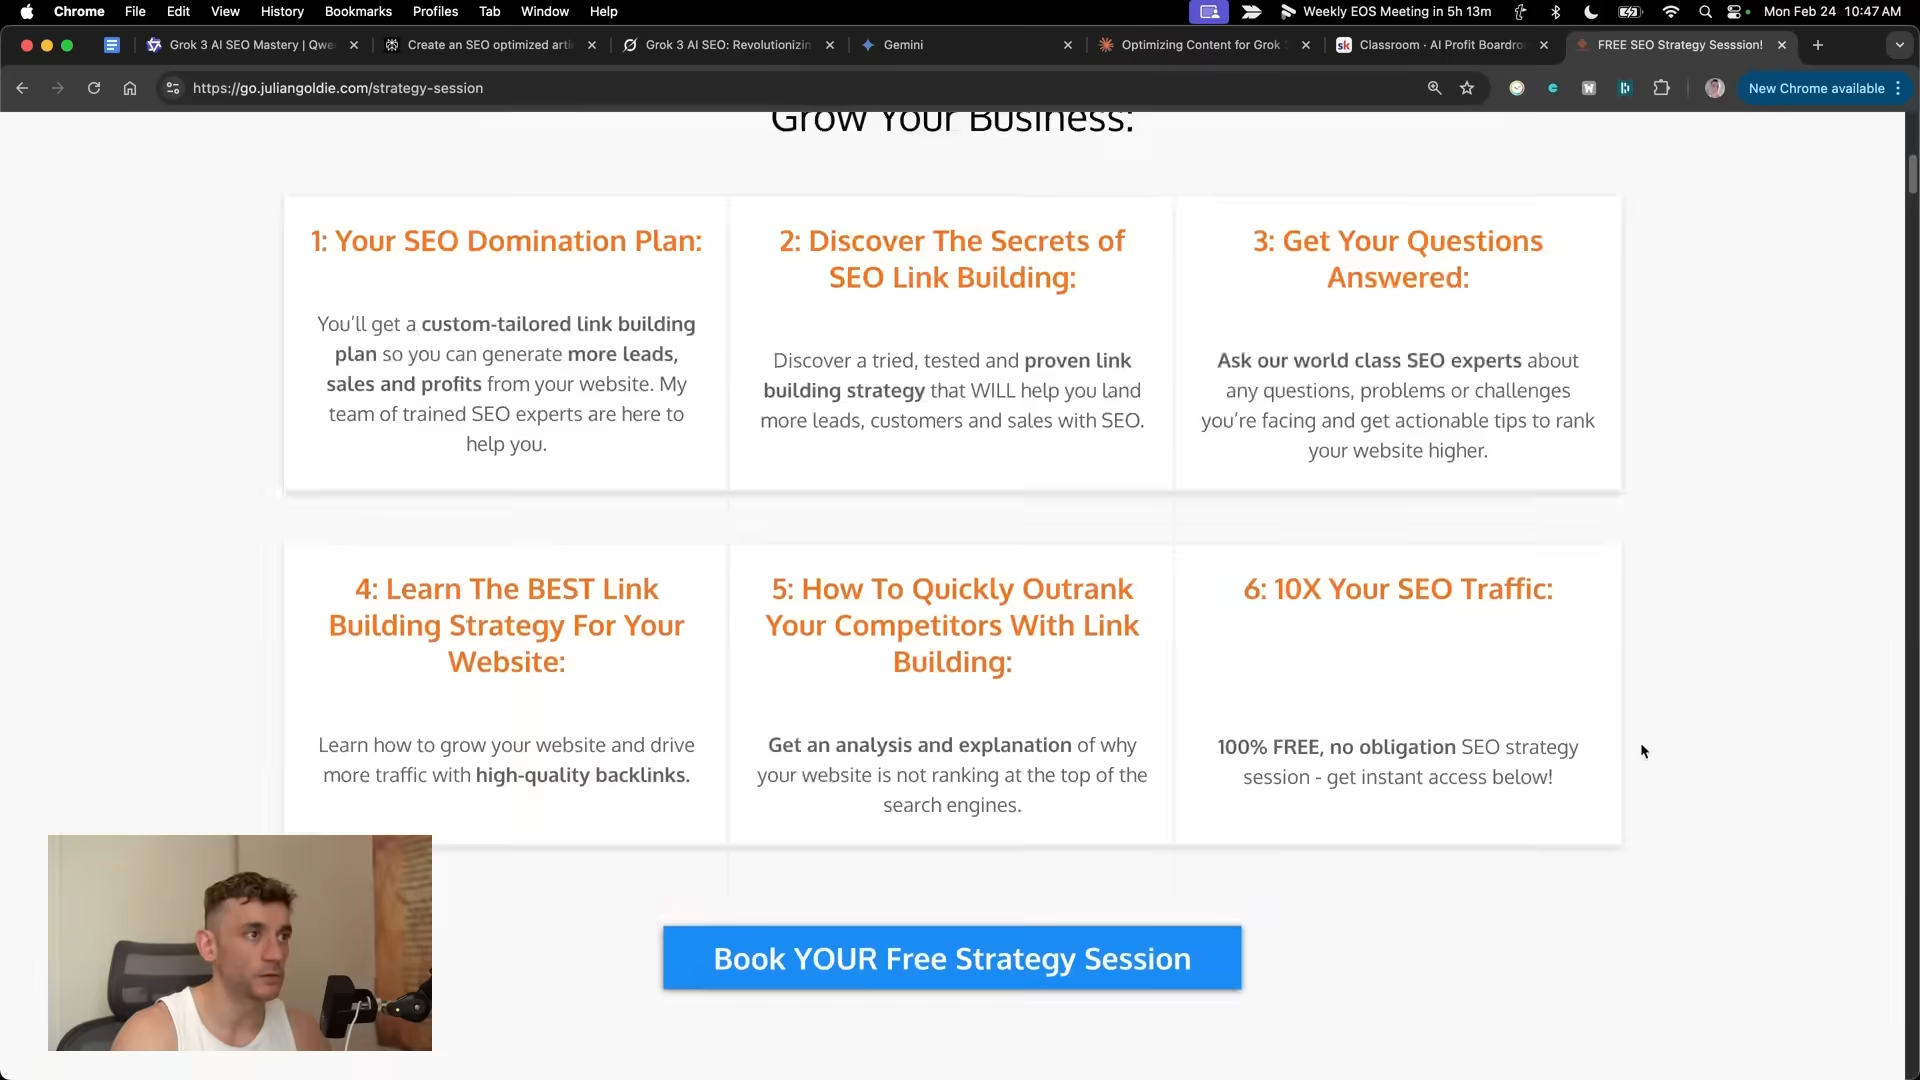 Chrome File Edit View History Bookmarks Profiles Tab Window Help Weekly EOS Meeting in 5h 13m Mon Feb 24 10:47 AM
Grok 3 AI SEO Mastery | Qwe Create an SEO optimized arti Grok 3 AI SEO: Revolutionizin Gemini Optimizing Content for Grok Classroom · AI Profit Boardro FREE SEO Strategy Sesssion!
https://go.juliangoldie.com/strategy-session New Chrome available
Grow Your Business:
1: Your SEO Domination Plan:
You'll get a custom-tailored link building
plan so you can generate more leads,
sales and profits from your website. My
team of trained SEO experts are here to
help you.
2: Discover The Secrets of
SEO Link Building:
Discover a tried, tested and proven link
building strategy that WILL help you land
more leads, customers and sales with SEO.
3: Get Your Questions
Answered:
Ask our world class SEO experts about
any questions, problems or challenges
you're facing and get actionable tips to rank
your website higher.
4: Learn The BEST Link
Building Strategy For Your
Website:
Learn how to grow your website and drive
more traffic with high-quality backlinks.
5: How To Quickly Outrank
Your Competitors With Link
Building:
Get an analysis and explanation of why
your website is not ranking at the top of the
search engines.
6: 10X Your SEO Traffic:
100% FREE, no obligation SEO strategy
session - get instant access below!
Book YOUR Free Strategy Session